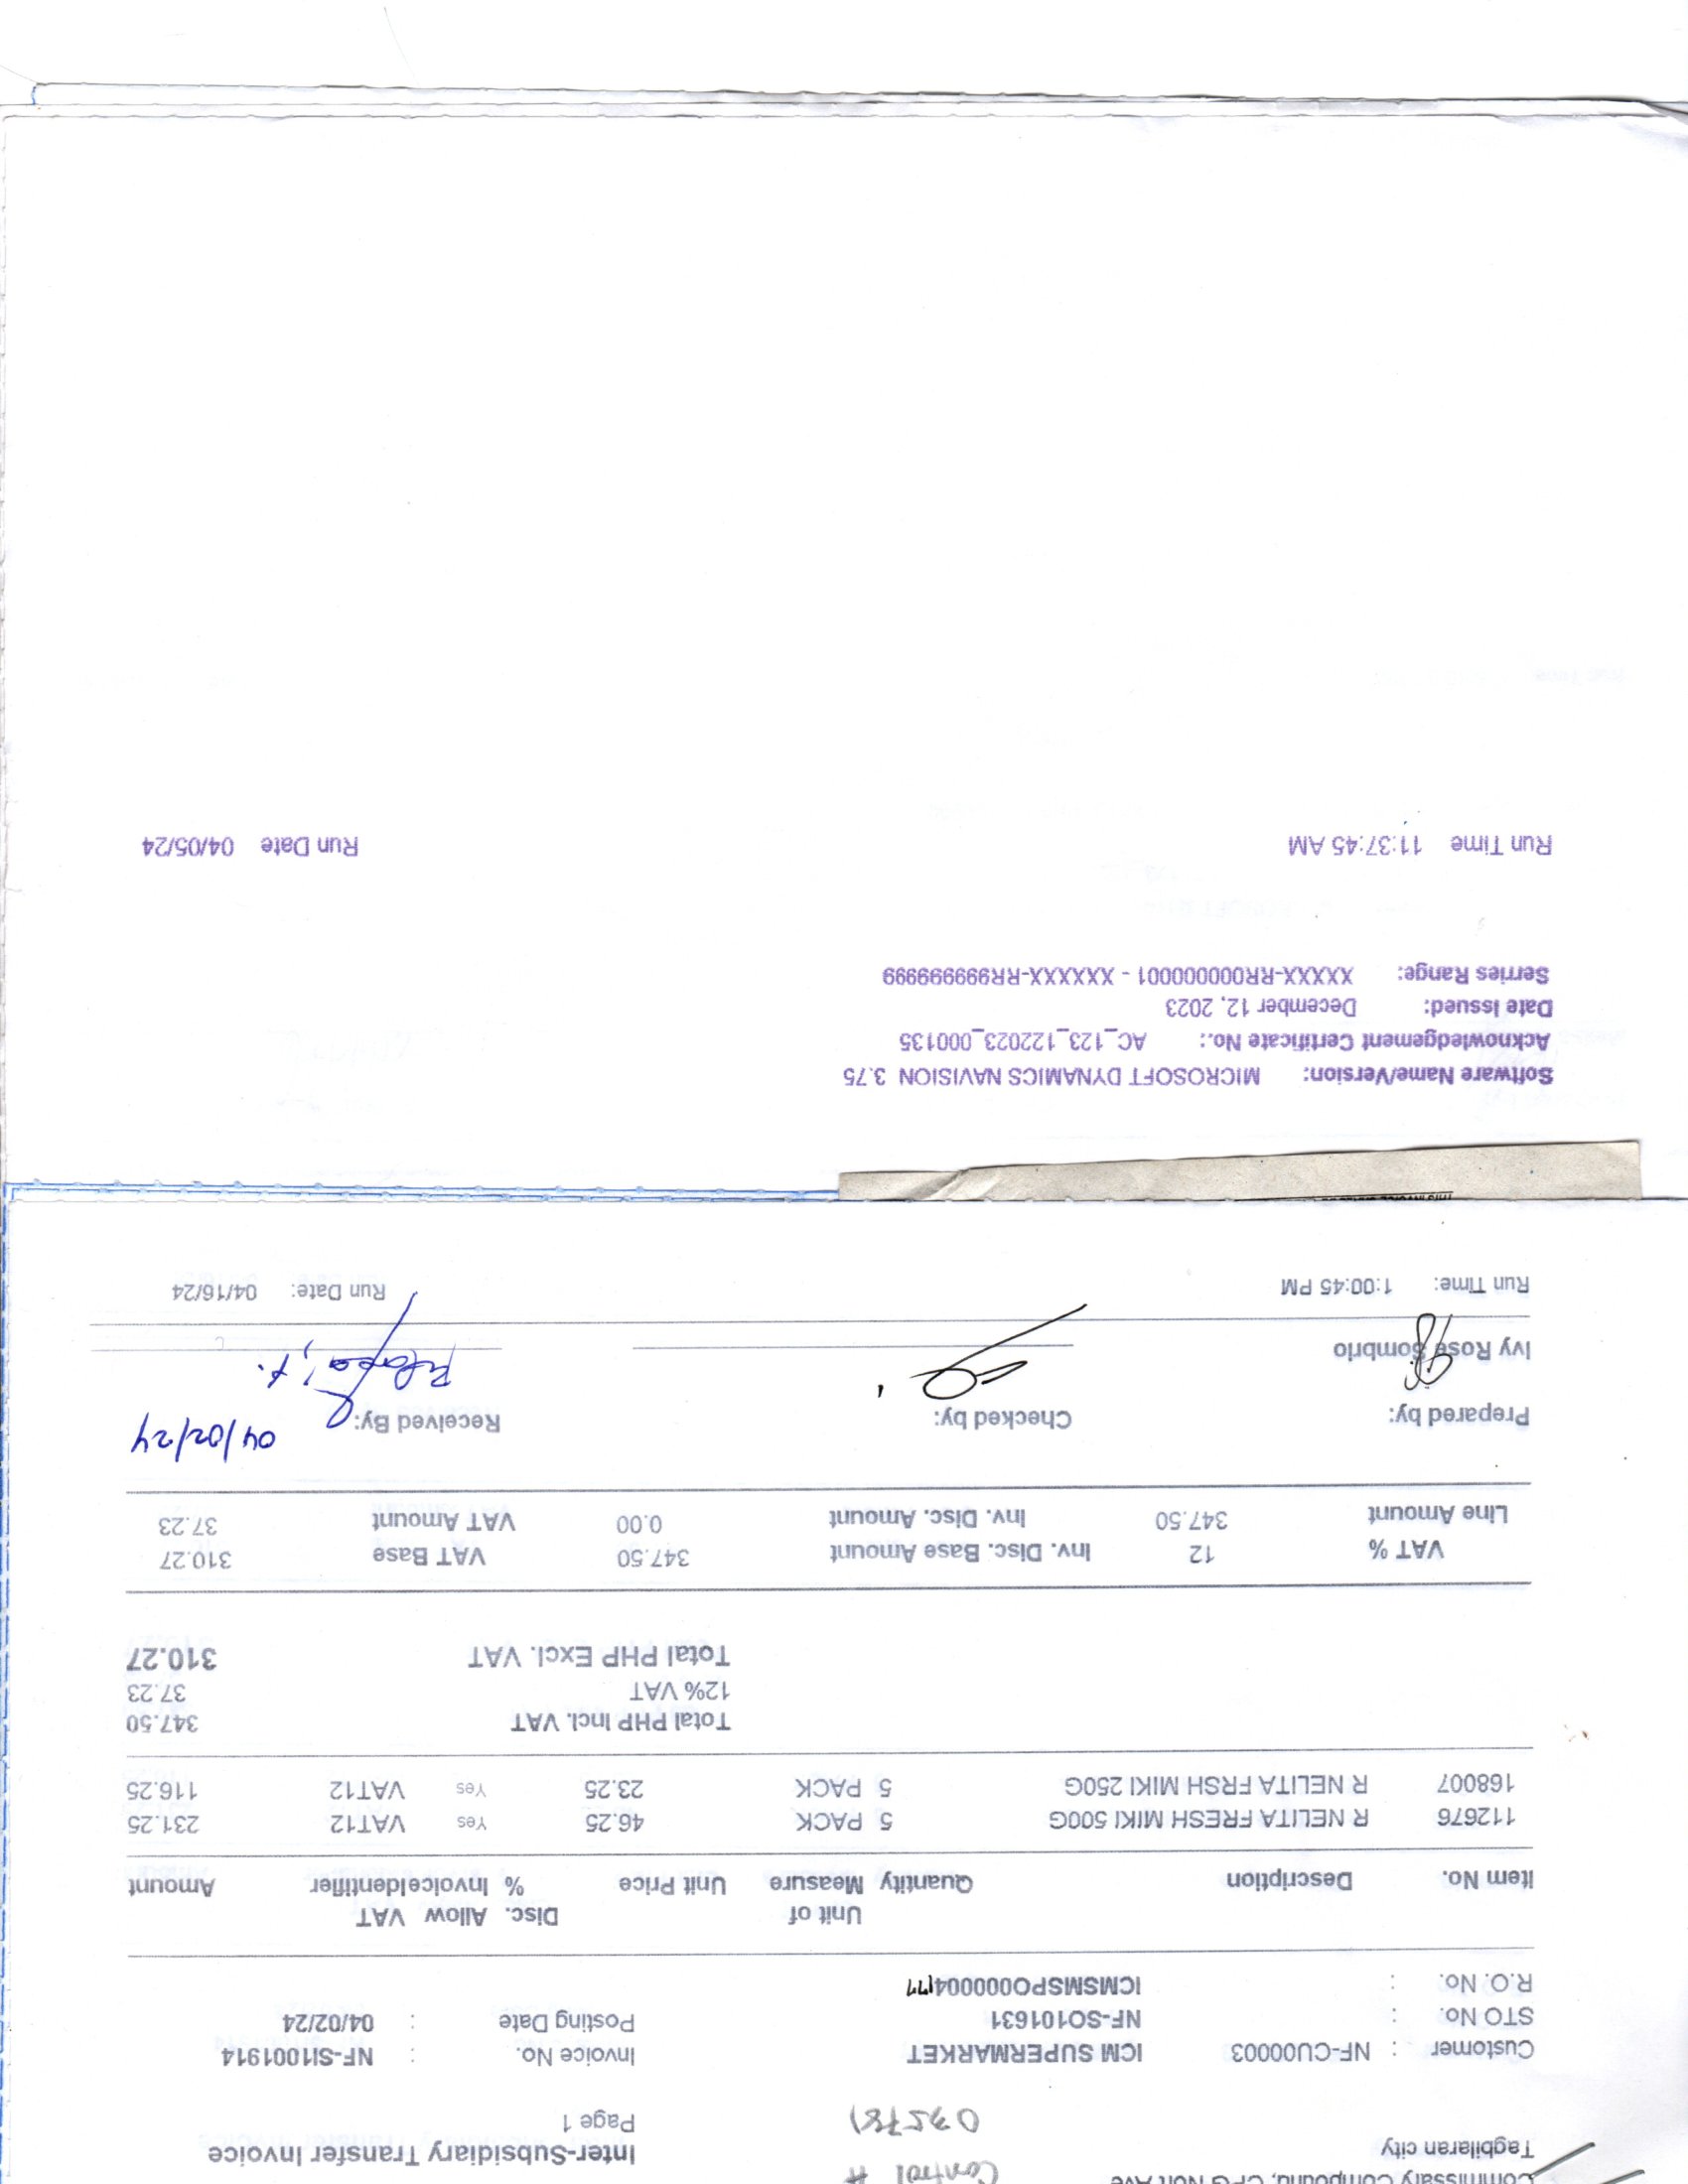 Commissary Compound, CPG North Ave
Tagbilaran city
Control #
Inter-Subsidiary Transfer Invoice
Page 1
Customer : NF-CU00003 ICM SUPERMARKET Invoice No. : NF-SI1001914
STO No. : NF-SO101631 Posting Date : 04/02/24
R.O. No. : ICMSMSPO000004177
Unit of Disc. Allow VAT
Item No. Description Quantity Measure Unit Price % InvoiceIdentifier Amount
112676 R NELITA FRESH MIKI 500G 5 PACK 46.25 Yes VAT12 231.25
168007 R NELITA FRSH MIKI 250G 5 PACK 23.25 Yes VAT12 116.25
Total PHP Incl. VAT 347.50
12% VAT 37.23
Total PHP Excl. VAT 310.27
VAT % 12 Inv. Disc. Base Amount 347.50 VAT Base 310.27
Line Amount 347.50 Inv. Disc. Amount 0.00 VAT Amount 37.23
Prepared by: Checked by: Received By: 04/02/24
Ivy Rose Sombrio
Run Time: 1:00:45 PM Run Date: 04/16/24
Software Name/Version: MICROSOFT DYNAMICS NAVISION 3.75
Acknowledgement Certificate No.: AC_123_122023_000135
Date Issued: December 12, 2023
Serries Range: XXXXX-RR000000001 - XXXXXX-RR999999999
Run Time 11:37:45 AM Run Date 04/05/24